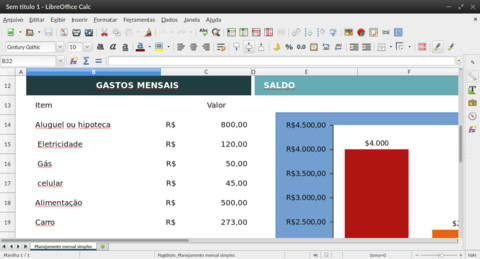 Sem título 1 - LibreOffice Calc
Arquivo Editar Exibir Inserir Formatar Ferramentas Dados Janela Ajuda
Century Gothic 10
B32
A B C D E F
12 GASTOS MENSAIS SALDO
13 Item Valor
14 Aluguel ou hipoteca R$ 800,00 R$4.500,00
$4.000
15 Eletricidade R$ 120,00 R$4.000,00
16 Gás R$ 50,00 R$3.500,00
17 celular R$ 45,00 R$3.000,00
18 Alimentação R$ 500,00
19 Carro R$ 273,00 R$2.500,00
Planejamento mensal simples
Planilha 1 / 1 PageStyle_Planejamento mensal simples Soma=0